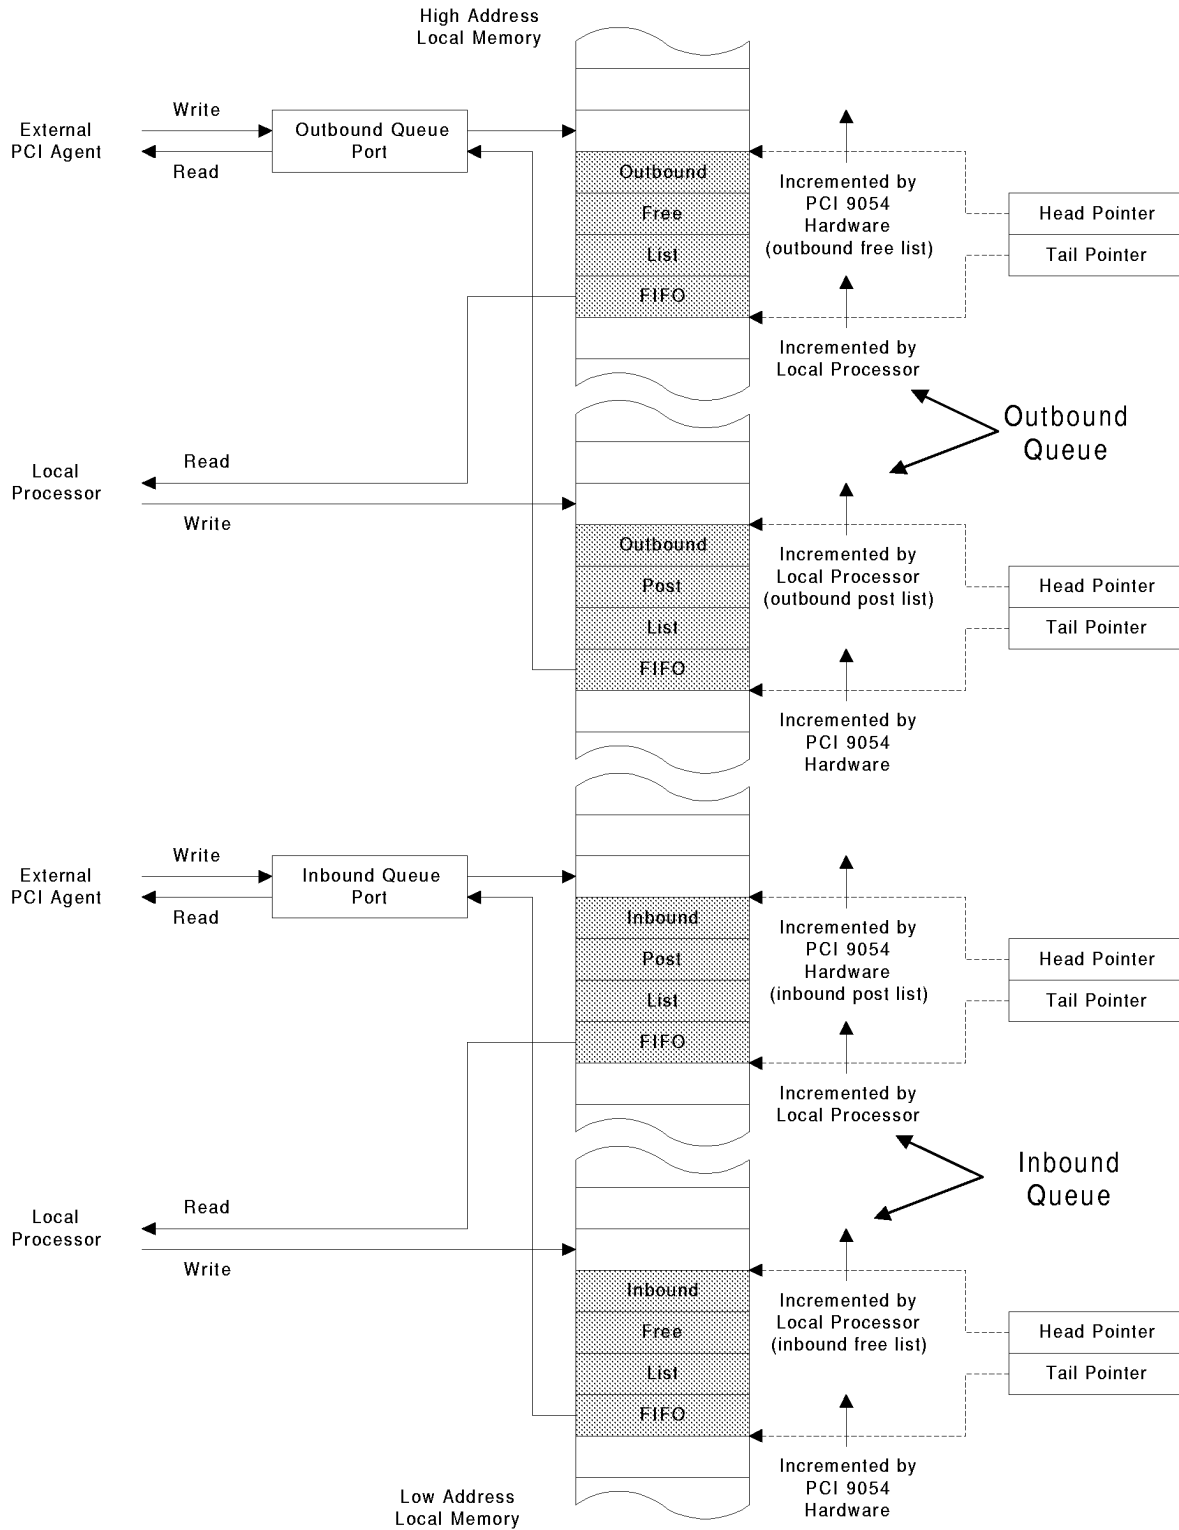 High Address
Local Memory
Write
External
PCI Agent
Read
Outbound Queue
Port
Outbound
Free
List
FIFO
Incremented by
PCI 9054
Hardware
(outbound free list)
Head Pointer
Tail Pointer
Incremented by
Local Processor
Outbound
Queue
Read
Local
Processor
Write
Outbound
Post
List
FIFO
Incremented by
Local Processor
(outbound post list)
Head Pointer
Tail Pointer
Incremented by
PCI 9054
Hardware
Write
External
PCI Agent
Read
Inbound Queue
Port
Inbound
Post
List
FIFO
Incremented by
PCI 9054
Hardware
(inbound post list)
Head Pointer
Tail Pointer
Incremented by
Local Processor
Inbound
Queue
Read
Local
Processor
Write
Inbound
Free
List
FIFO
Incremented by
Local Processor
(inbound free list)
Head Pointer
Tail Pointer
Incremented by
PCI 9054
Hardware
Low Address
Local Memory